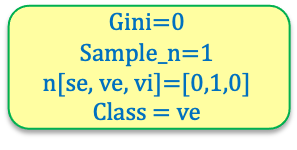 Gini=0
Sample_n=1
n[se, ve, vi]=[0,1,0]
Class = ve